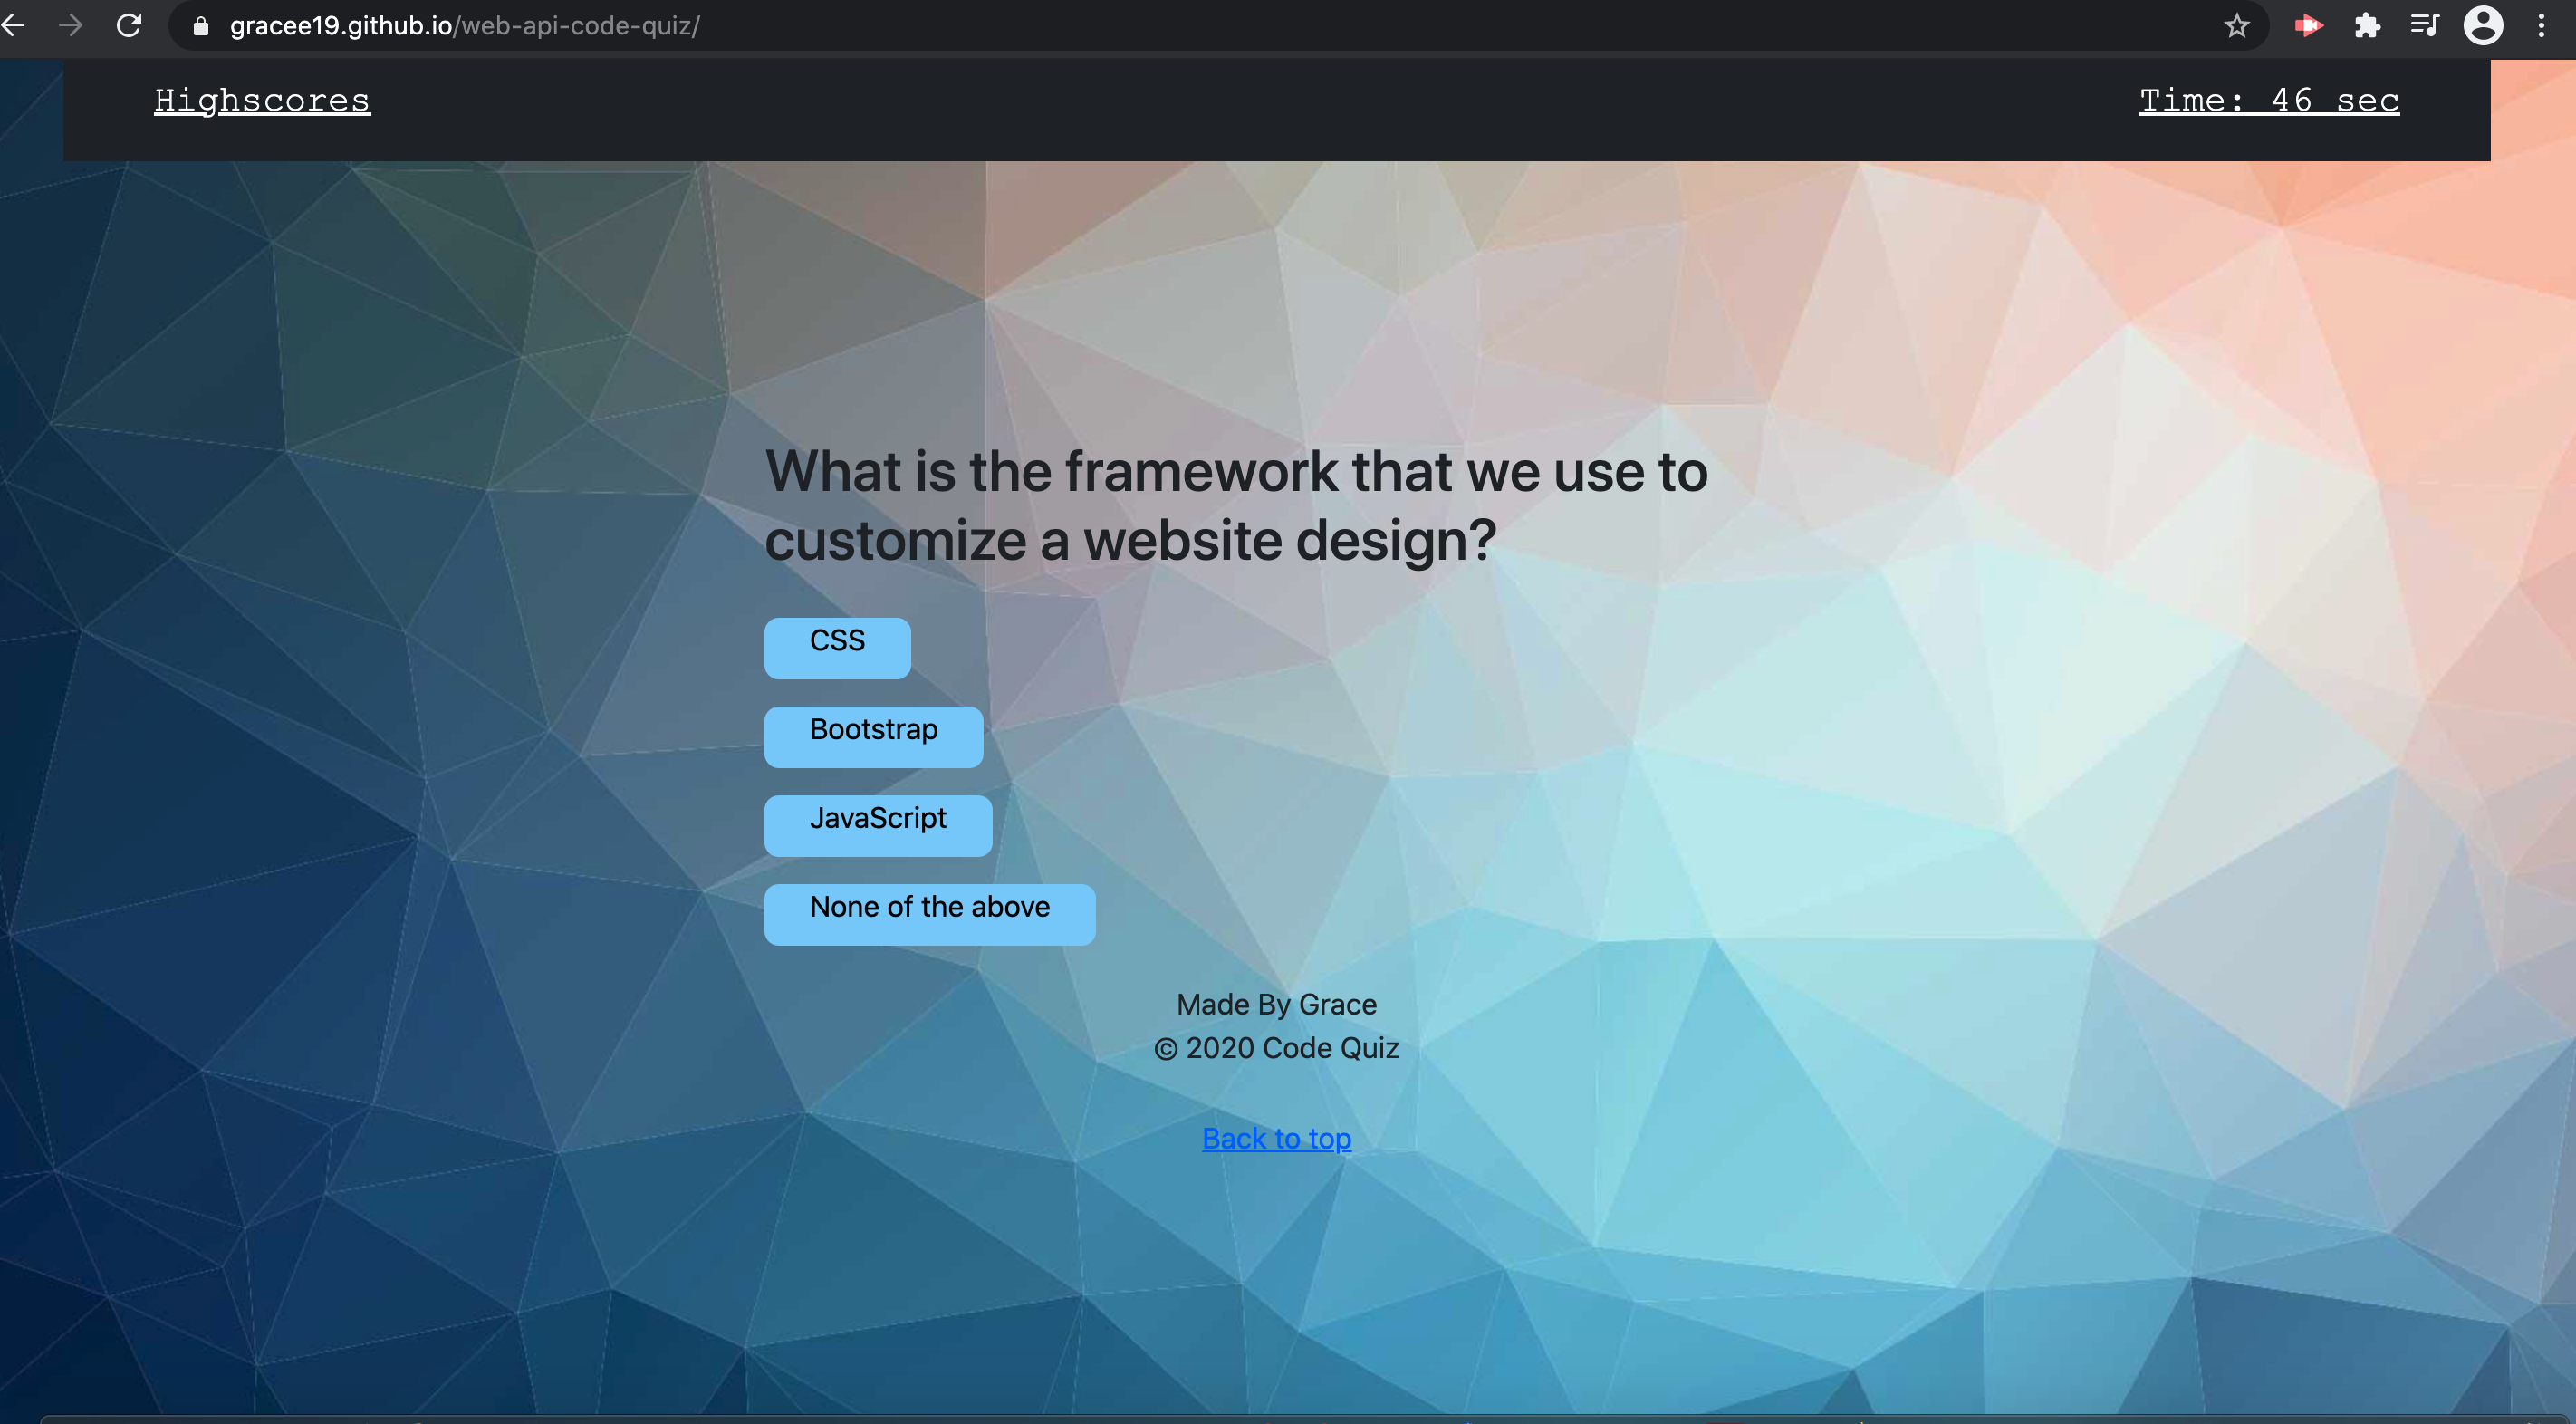 gracee19.github.io/web-api-code-quiz/
Highscores
Time: 46 sec
What is the framework that we use to
customize a website design?
CSS
Bootstrap
JavaScript
None of the above
Made By Grace
© 2020 Code Quiz
Back to top